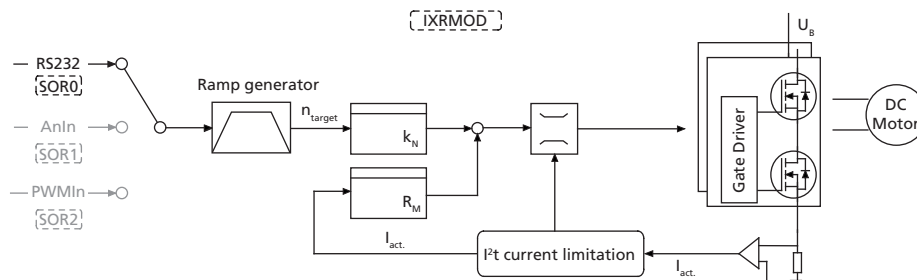 IXRMOD
U_B
RS232
SOR0
Ramp generator
n_target
AnIn
SOR1
k_N
Gate Driver
DC
Motor
PWMIn
SOR2
R_M
I_act.
I²t current limitation
I_act.